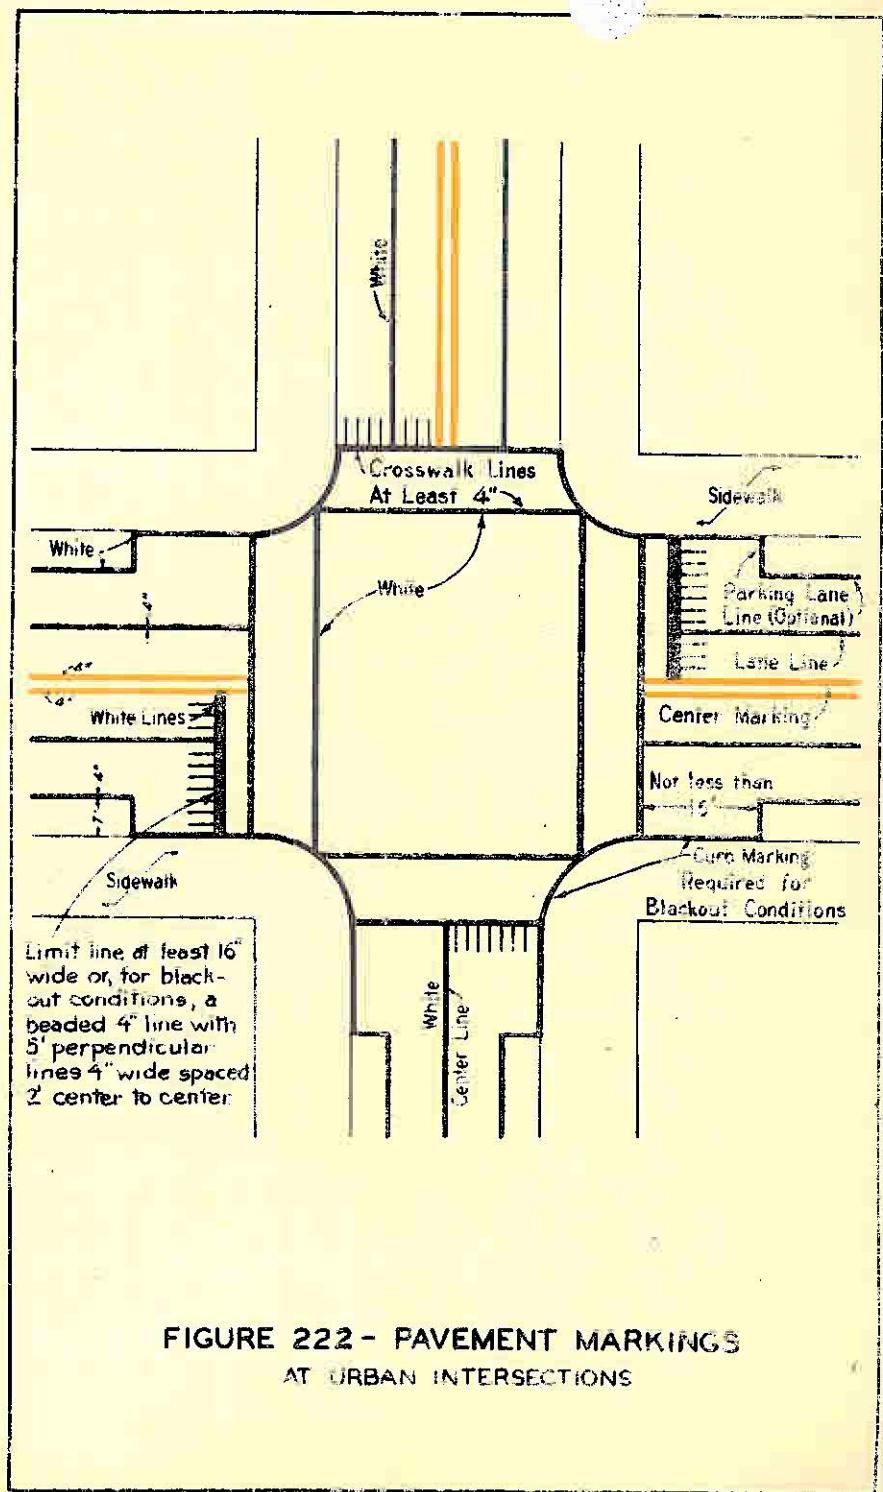 White
Crosswalk Lines
At Least 4"
Sidewalk
White
White
4"
Parking Lane
Line (Optional)
Lane Line
4"
4"
White Lines
Center Marking
4"
7'
Not less than
Sidewalk
Curb Marking
Required for
Blackout Conditions
Limit line at least 16"
wide or, for black-
out conditions, a
beaded 4" line with
5' perpendicular
lines 4" wide spaced
2' center to center
White
Center Line
FIGURE 222 - PAVEMENT MARKINGS
AT URBAN INTERSECTIONS